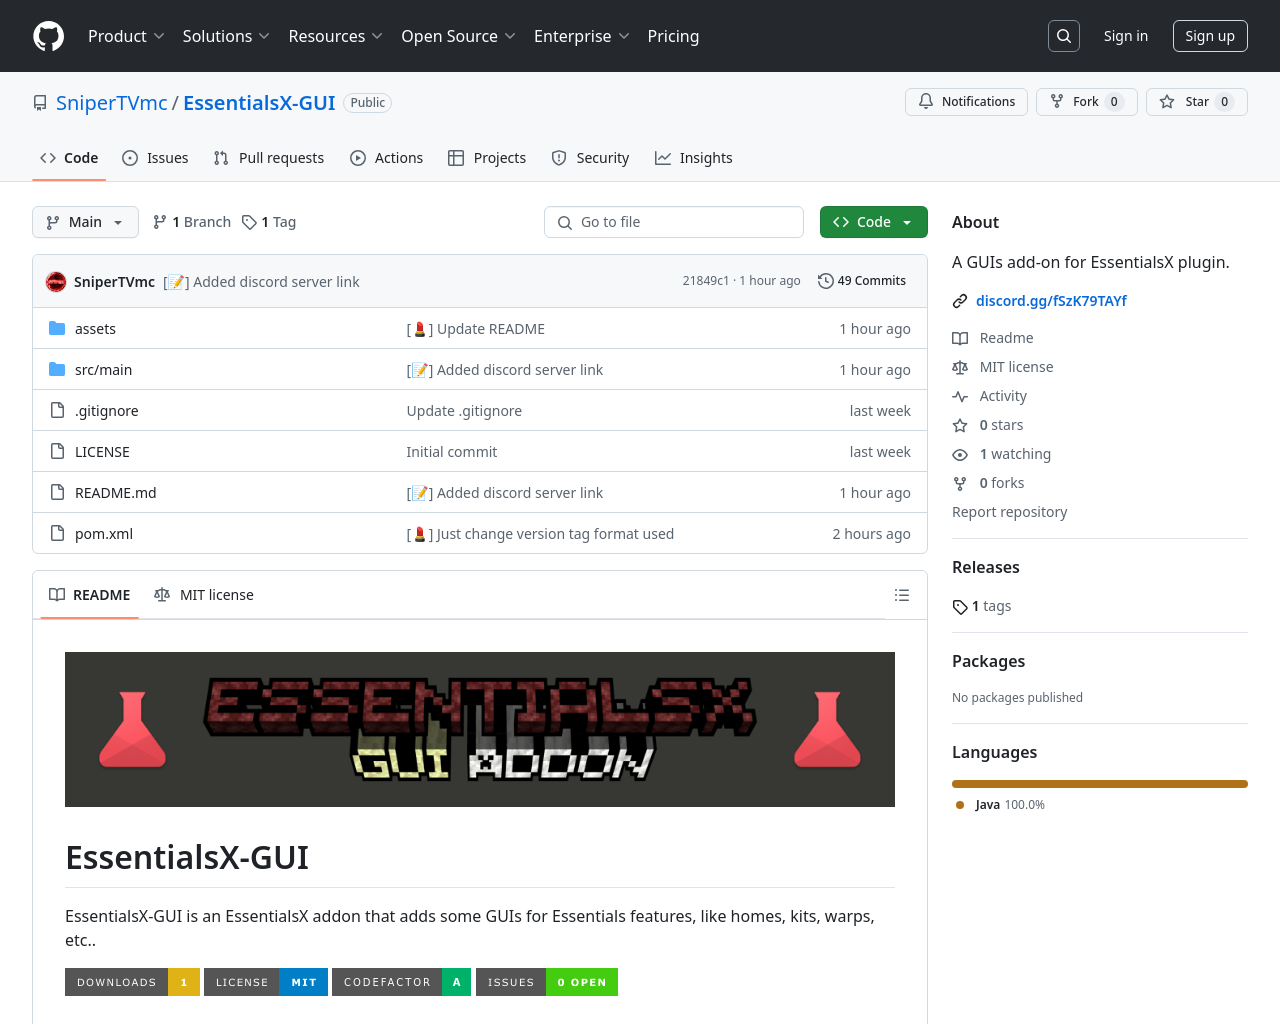 Product Solutions Resources Open Source Enterprise Pricing Sign in Sign up
SniperTVmc / EssentialsX-GUI Public Notifications Fork 0 Star 0
Code Issues Pull requests Actions Projects Security Insights
Main 1 Branch 1 Tag Go to file Code
SniperTVmc [📝] Added discord server link 21849c1 · 1 hour ago 49 Commits
assets [💄] Update README 1 hour ago
src/main [📝] Added discord server link 1 hour ago
.gitignore Update .gitignore last week
LICENSE Initial commit last week
README.md [📝] Added discord server link 1 hour ago
pom.xml [💄] Just change version tag format used 2 hours ago
README MIT license
ESSENTIALSX
GUI ADDON
EssentialsX-GUI
EssentialsX-GUI is an EssentialsX addon that adds some GUIs for Essentials features, like homes, kits, warps,
etc..
DOWNLOADS 1 LICENSE MIT CODEFACTOR A ISSUES 0 OPEN
About
A GUIs add-on for EssentialsX plugin.
discord.gg/fSzK79TAYf
Readme
MIT license
Activity
0 stars
1 watching
0 forks
Report repository
Releases
1 tags
Packages
No packages published
Languages
Java 100.0%